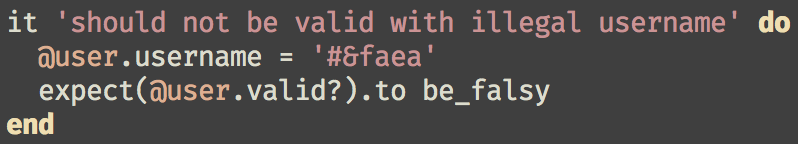 it 'should not be valid with illegal username' do
  @user.username = '#&faea'
  expect(@user.valid?).to be_falsy
end